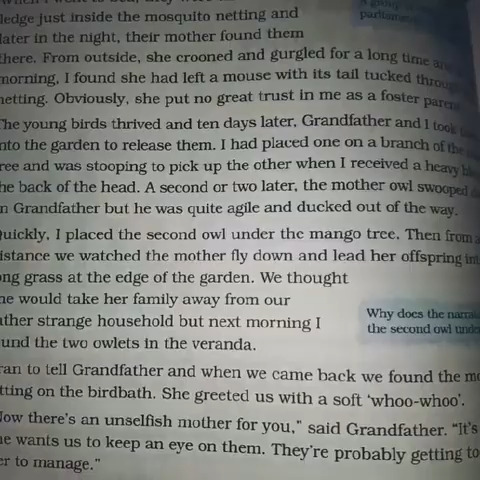 ledge just inside the mosquito netting and
later in the night, their mother found them
there. From outside, she crooned and gurgled for a long time
morning, I found she had left a mouse with its tail tucked
netting. Obviously, she put no great trust in me as a foster
The young birds thrived and ten days later, Grandfather and I took
into the garden to release them. I had placed one on a branch of the
ree and was stooping to pick up the other when I received a heavy
he back of the head. A second or two later, the mother owl swooped
n Grandfather but he was quite agile and ducked out of the way.
uickly, I placed the second owl under the mango tree. Then from a
istance we watched the mother fly down and lead her offspring
ong grass at the edge of the garden. We thought
he would take her family away from our
ather strange household but next morning I
und the two owlets in the veranda.
Why does the
the second owl
ran to tell Grandfather and when we came back we found the
tting on the birdbath. She greeted us with a soft ‘whoo-whoo’.
Now there's an unselfish mother for you,” said Grandfather. “It's
he wants us to keep an eye on them. They're probably getting to
er to manage.”